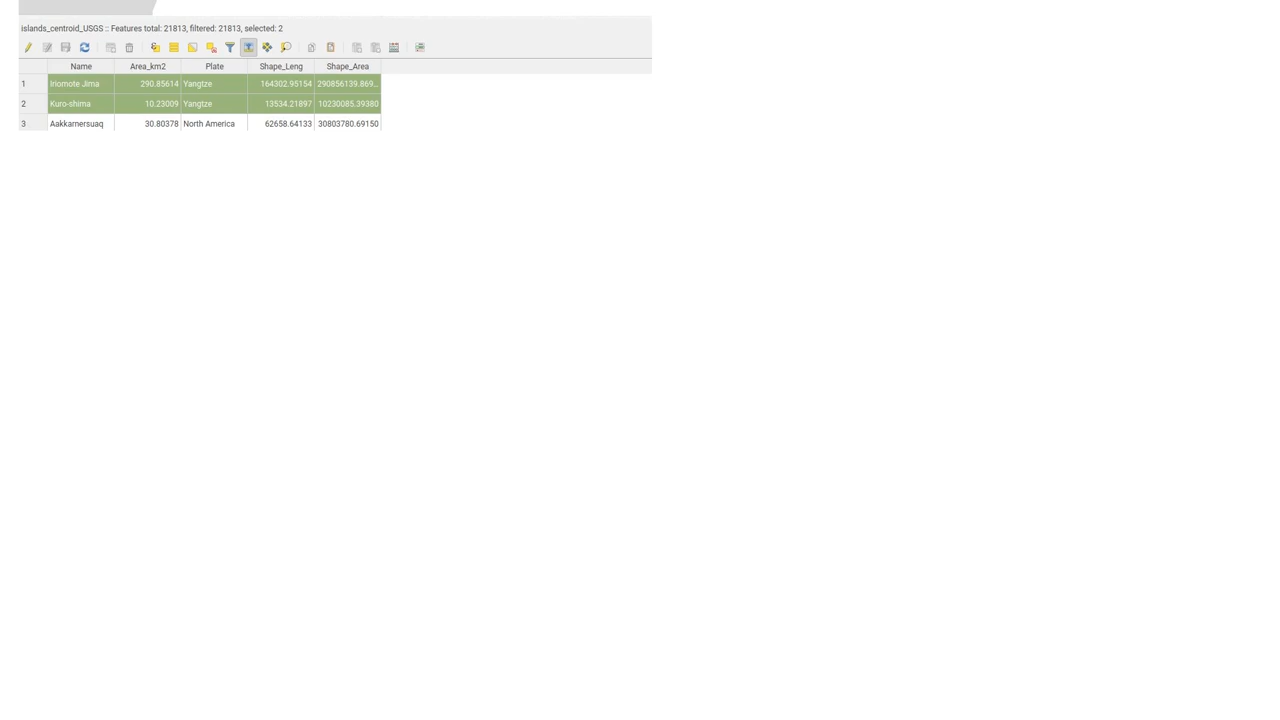 islands_centroid_USGS :: Features total: 21813, filtered: 21813, selected: 2
Name Area_km2 Plate Shape_Leng Shape_Area
1 Iriomote Jima 290.85614 Yangtze 164302.95154 290856139.869...
2 Kuro-shima 10.23009 Yangtze 13534.21897 10230085.39380
3 Aakkarnersuaq 30.80378 North America 62658.64133 30803780.69150